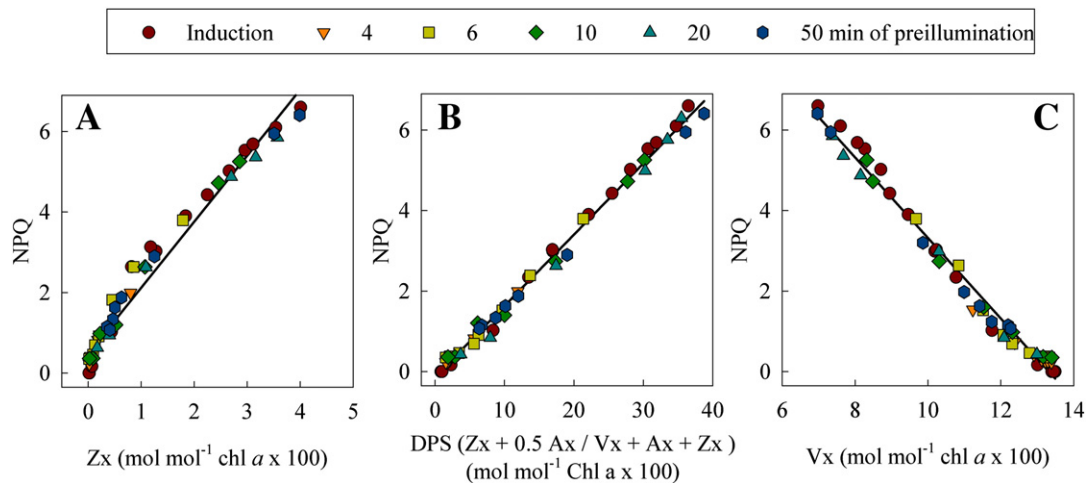 Induction 4 6 10 20 50 min of preillumination
A
NPQ
6
4
2
0
0 1 2 3 4 5
Zx (mol mol⁻¹ chl a x 100)
B
NPQ
6
4
2
0
0 10 20 30 40
DPS (Zx + 0.5 Ax / Vx + Ax + Zx )
(mol mol⁻¹ Chl a x 100)
C
NPQ
6
4
2
0
6 8 10 12 14
Vx (mol mol⁻¹ chl a x 100)